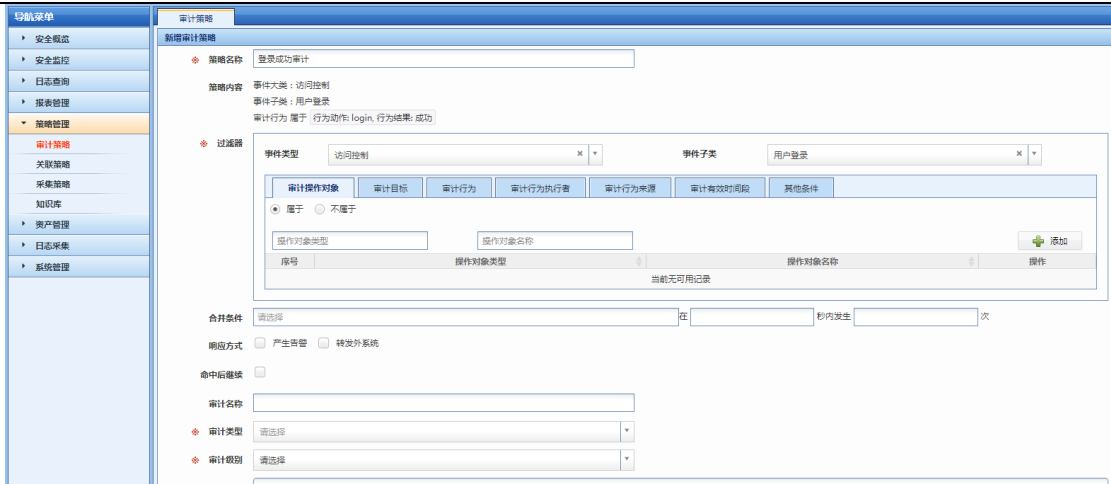 导航菜单
安全概览
安全监控
日志查询
报表管理
策略管理
审计策略
关联策略
采集策略
知识库
资产管理
日志采集
系统管理
审计策略
新增审计策略
※ 策略名称 登录成功审计
策略内容 事件大类：访问控制
事件子类：用户登录
审计行为 属于 行为动作: login, 行为结果: 成功
※ 过滤器
事件类型 访问控制 × 事件子类 用户登录 ×
审计操作对象 审计目标 审计行为 审计行为执行者 审计行为来源 审计有效时间段 其他条件
属于 不属于
操作对象类型 操作对象名称 添加
序号 操作对象类型 操作对象名称 操作
当前无可用记录
合并条件 请选择 在 秒内发生 次
响应方式 产生告警 转发外系统
命中后继续
审计名称
※ 审计类型 请选择
※ 审计级别 请选择